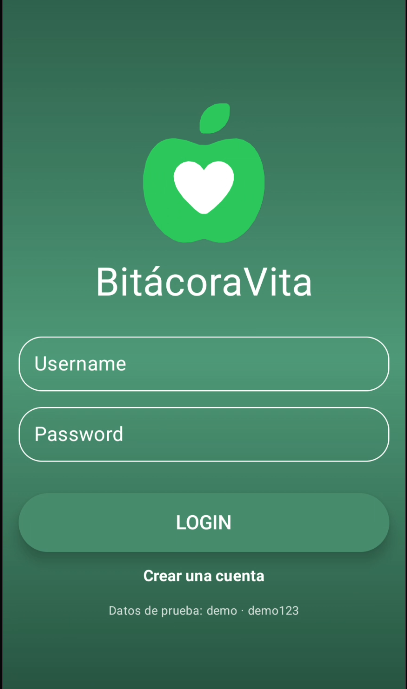 BitácoraVita
Username
Password
LOGIN
Crear una cuenta
Datos de prueba: demo · demo123